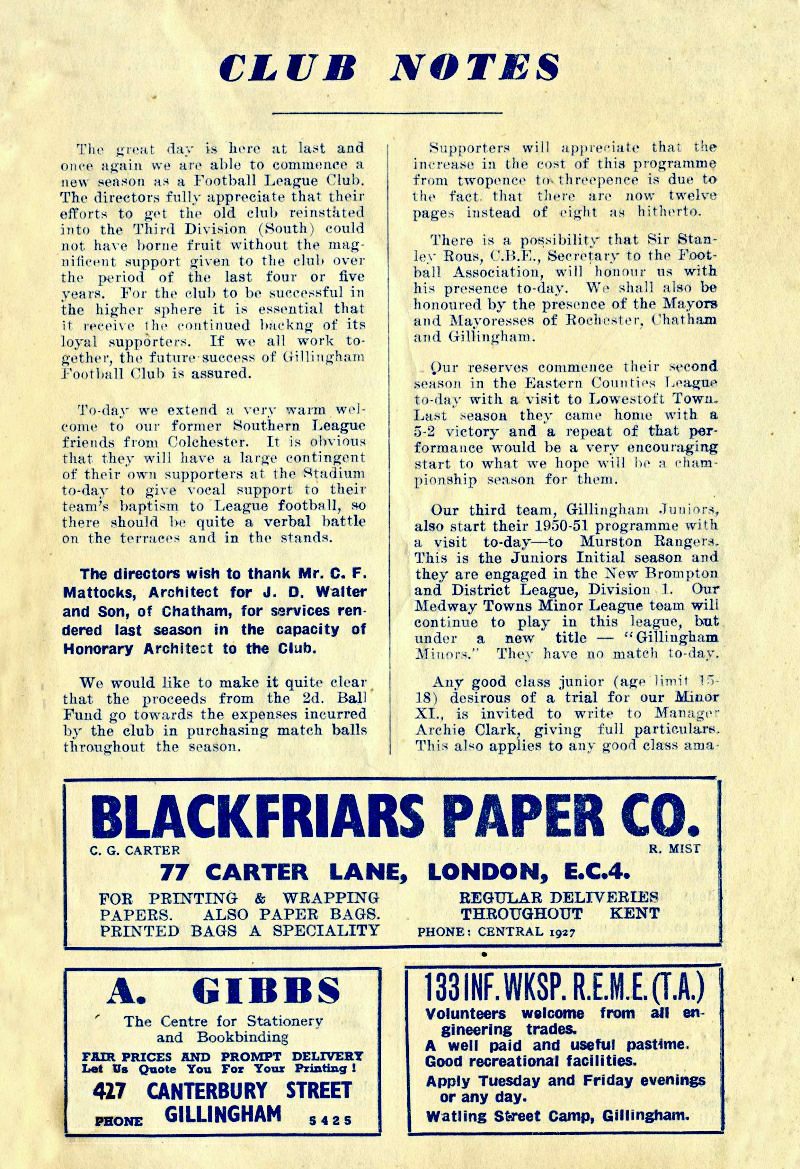 CLUB NOTES
The great day is here at last and
once again we are able to commence a
new season as a Football League Club.
The directors fully appreciate that their
efforts to get the old club reinstated
into the Third Division (South) could
not have borne fruit without the mag-
nificent support given to the club over
the period of the last four or five
years. For the club to be successful in
the higher sphere it is essential that
it receive the continued backng of its
loyal supporters. If we all work to-
gether, the future success of Gillingham
Football Club is assured.
To-day we extend a very warm wel-
come to our former Southern League
friends from Colchester. It is obvious
that they will have a large contingent
of their own supporters at the Stadium
to-day to give vocal support to their
team's baptism to League football, so
there should be quite a verbal battle
on the terraces and in the stands.
The directors wish to thank Mr. C. F.
Mattocks, Architect for J. D. Walter
and Son, of Chatham, for services ren-
dered last season in the capacity of
Honorary Architect to the Club.
We would like to make it quite clear
that the proceeds from the 2d. Ball
Fund go towards the expenses incurred
by the club in purchasing match balls
throughout the season.
Supporters will appreciate that the
increase in the cost of this programme
from twopence to threepence is due to
the fact that there are now twelve
pages instead of eight as hitherto.
There is a possibility that Sir Stan-
ley Rous, C.B.E., Secretary to the Foot-
ball Association, will honour us with
his presence to-day. We shall also be
honoured by the presence of the Mayors
and Mayoresses of Rochester, Chatham
and Gillingham.
Our reserves commence their second
season in the Eastern Counties League
to-day with a visit to Lowestoft Town.
Last season they came home with a
5-2 victory and a repeat of that per-
formance would be a very encouraging
start to what we hope will be a cham-
pionship season for them.
Our third team, Gillingham Juniors,
also start their 1950-51 programme with
a visit to-day—to Murston Rangers.
This is the Juniors Initial season and
they are engaged in the New Brompton
and District League, Division 1. Our
Medway Towns Minor League team will
continue to play in this league, but
under a new title — "Gillingham
Minors." They have no match to-day.
Any good class junior (age limit 15-
18) desirous of a trial for our Minor
XI., is invited to write to Manager
Archie Clark, giving full particulars.
This also applies to any good class ama-
BLACKFRIARS PAPER CO.
C. G. CARTER R. MIST
77 CARTER LANE, LONDON, E.C.4.
FOR PRINTING & WRAPPING
PAPERS. ALSO PAPER BAGS.
PRINTED BAGS A SPECIALITY
REGULAR DELIVERIES
THROUGHOUT KENT
PHONE: CENTRAL 1927
A. GIBBS
The Centre for Stationery
and Bookbinding
FAIR PRICES AND PROMPT DELIVERY
Let Us Quote You For Your Printing!
427 CANTERBURY STREET
PHONE GILLINGHAM 5425
133 INF. WKSP. R.E.M.E. (T.A.)
Volunteers welcome from all en-
gineering trades.
A well paid and useful pastime.
Good recreational facilities.
Apply Tuesday and Friday evenings
or any day.
Watling Street Camp, Gillingham.